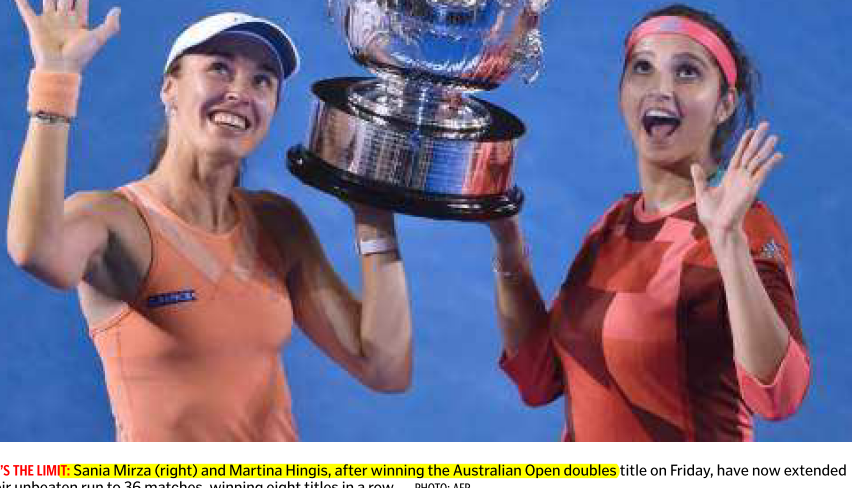 'S THE LIMIT: Sania Mirza (right) and Martina Hingis, after winning the Australian Open doubles title on Friday, have now extended
eir unbeaten run to 36 matches, winning eight titles in a row. PHOTO: AFP